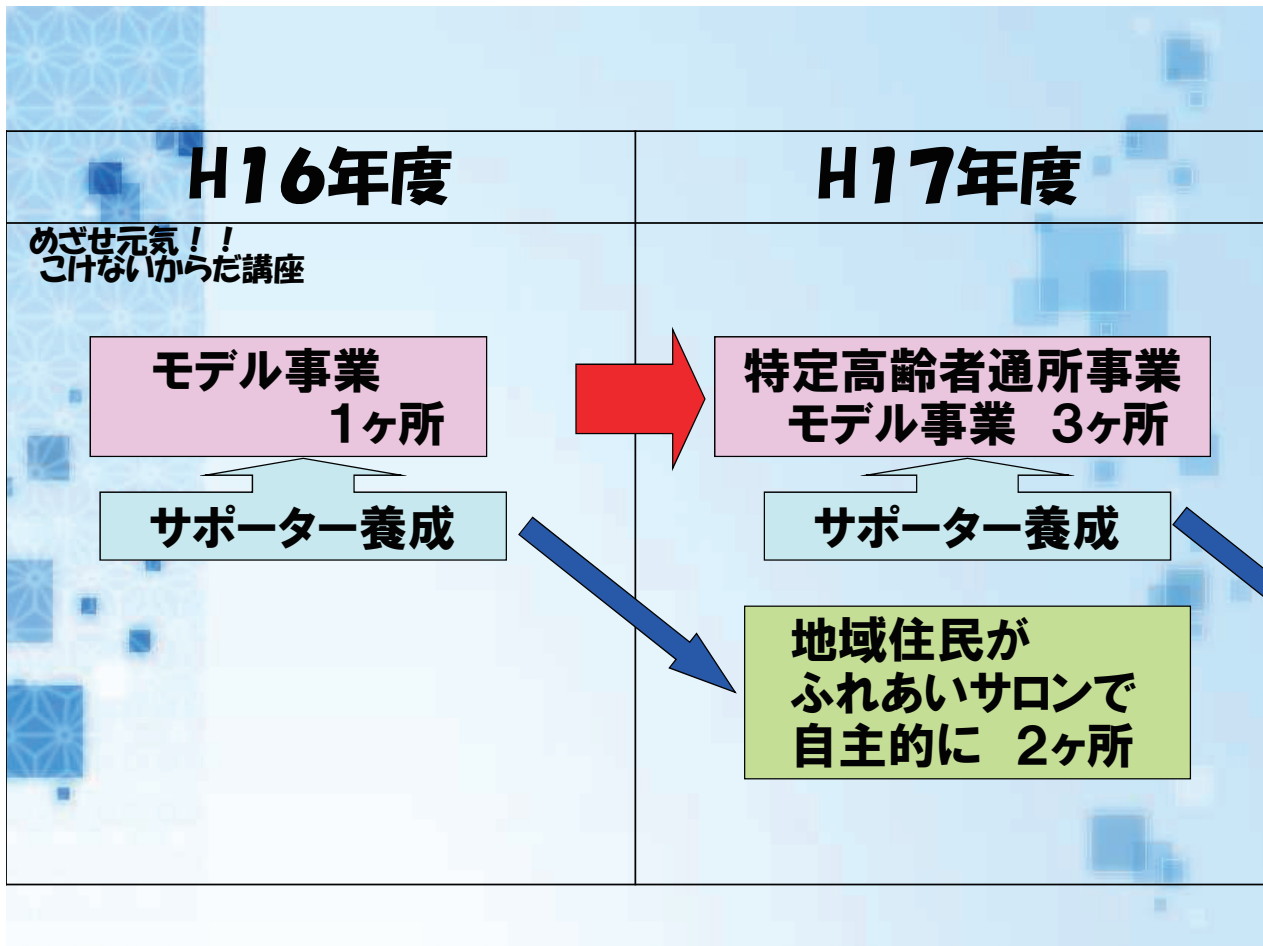 H16年度
H17年度
めざせ元気！！
こけないからだ講座
モデル事業
1ヶ所
特定高齢者通所事業
モデル事業 3ヶ所
サポーター養成
サポーター養成
地域住民が
ふれあいサロンで
自主的に 2ヶ所